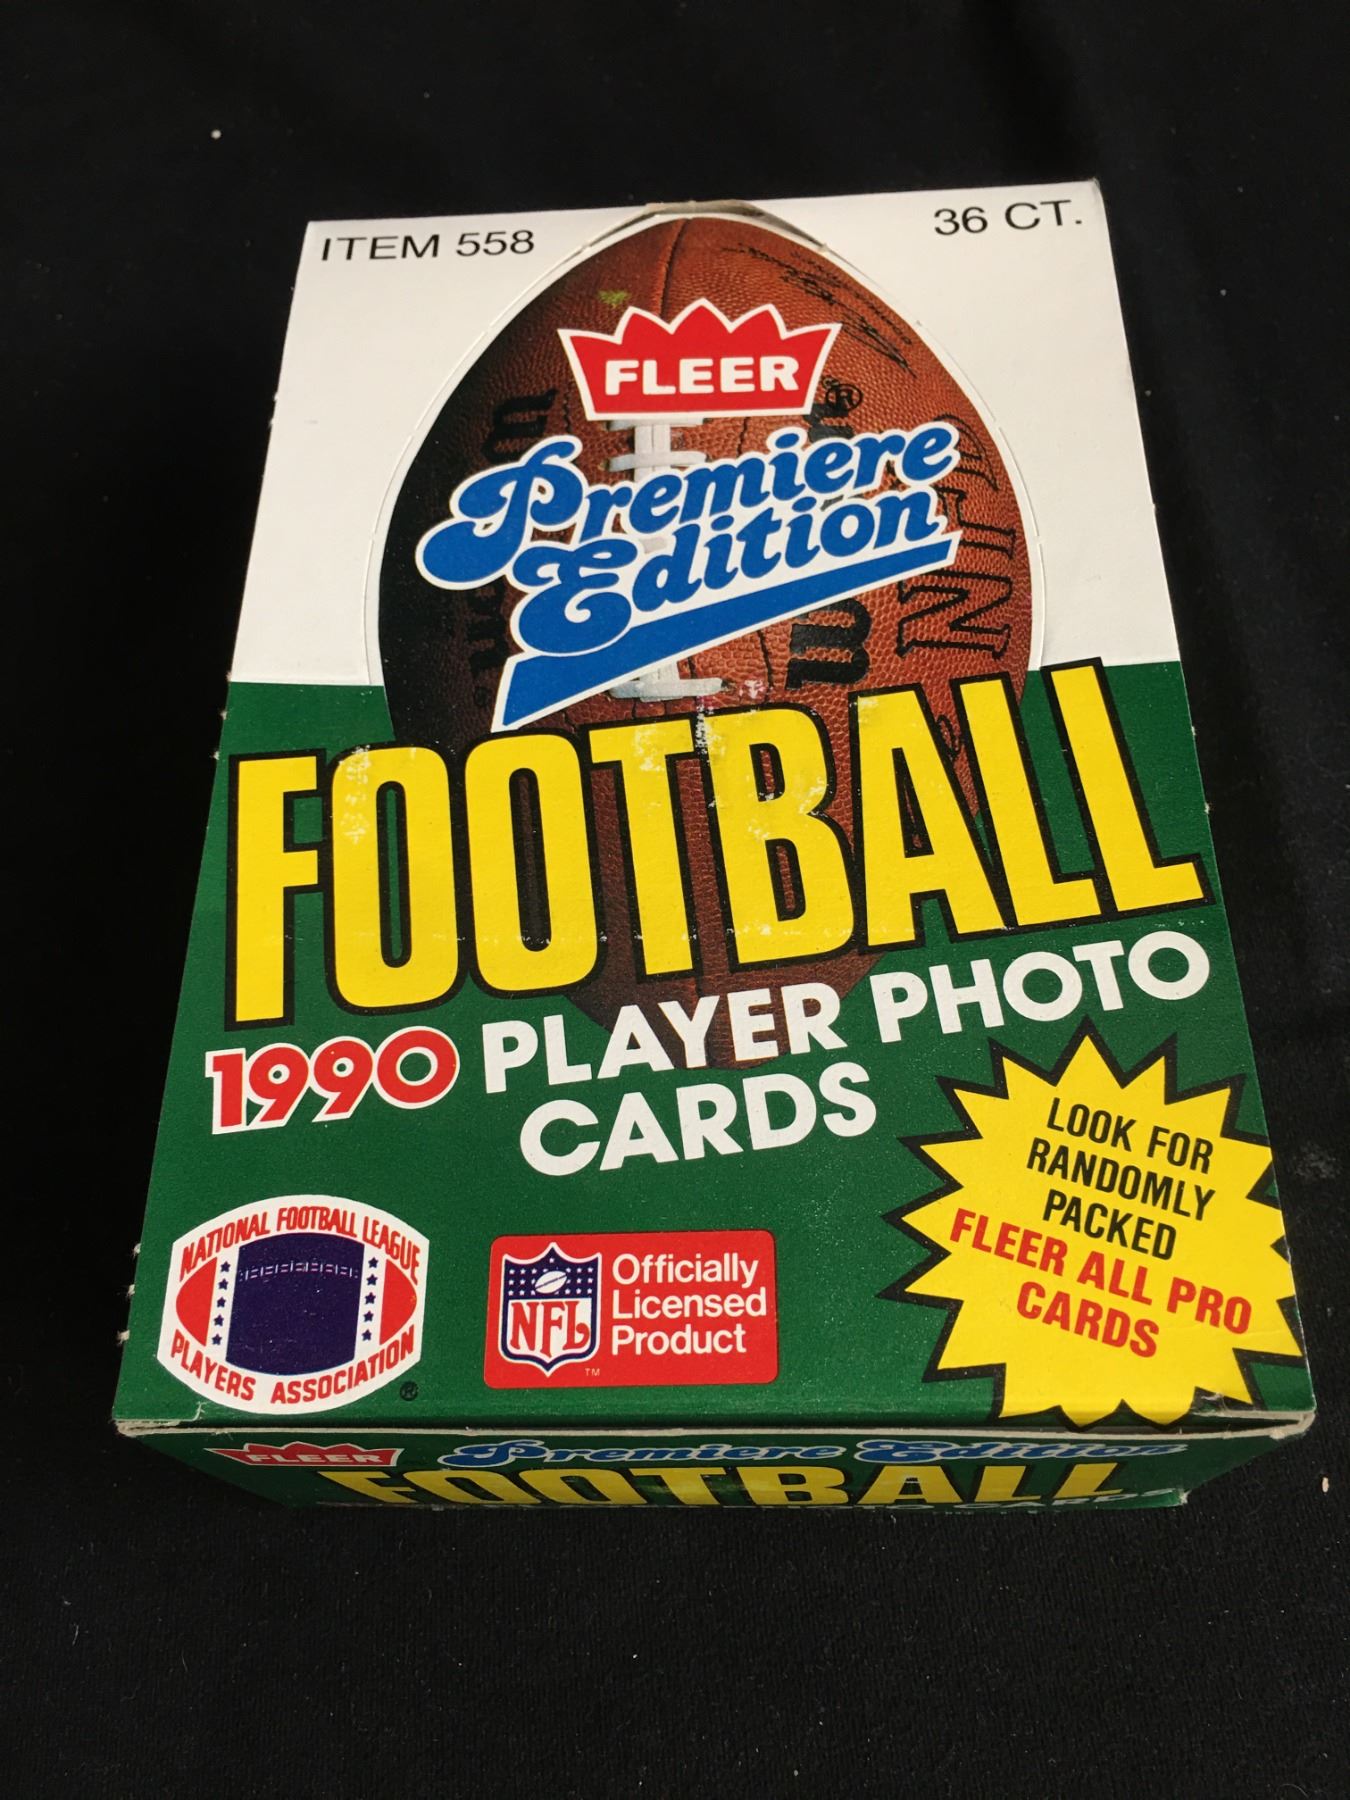 ITEM 558
36 CT.
FLEER
®
Premiere
Edition
FOOTBALL
1990 PLAYER PHOTO
CARDS
LOOK FOR
RANDOMLY
PACKED
FLEER ALL PRO
CARDS
NATIONAL FOOTBALL LEAGUE
PLAYERS ASSOCIATION
®
NFL
Officially
Licensed
Product
TM
FLEER
Premiere Edition
FOOTBALL